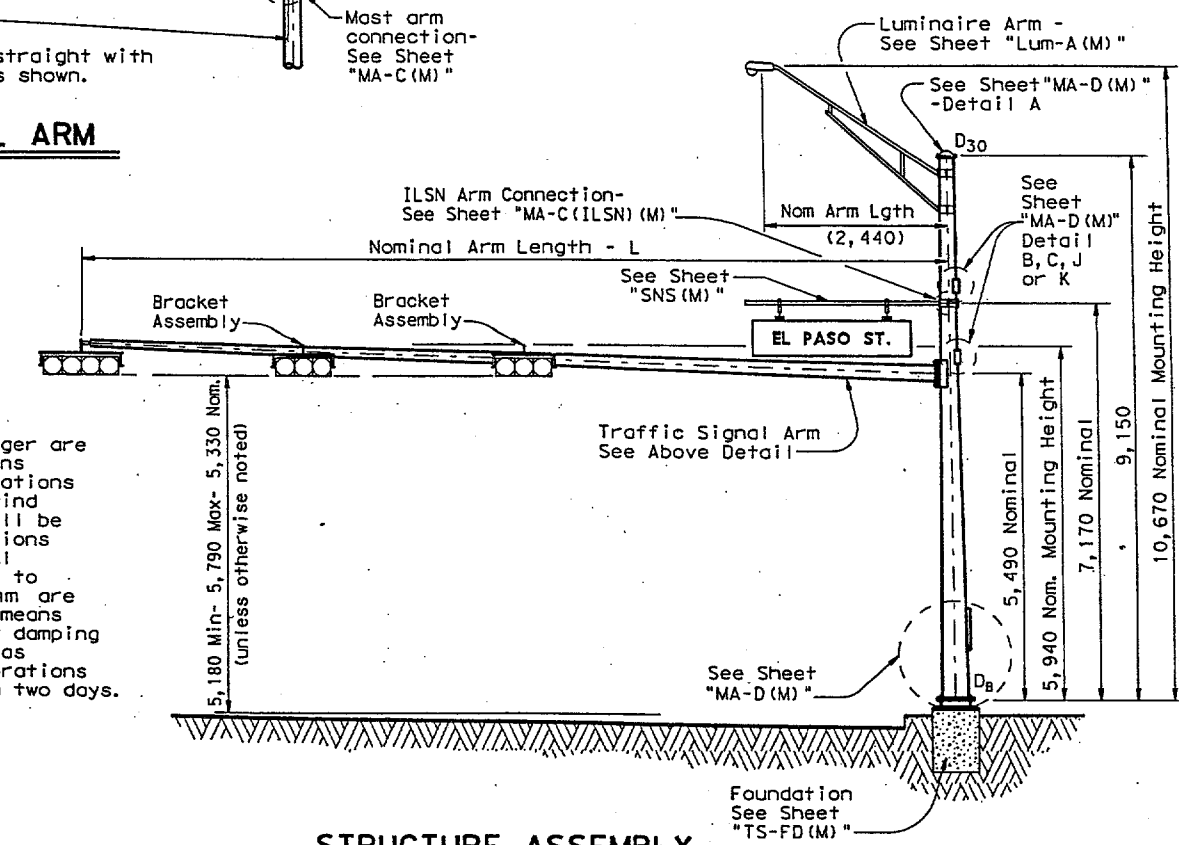 Mast arm
connection-
See Sheet
"MA-C(M)"
straight with
s shown.
L ARM
Luminaire Arm -
See Sheet "Lum-A(M)"
See Sheet "MA-D(M)"
-Detail A
D30
See
Sheet
"MA-D(M)"
Detail
B, C, J
or K
ILSN Arm Connection-
See Sheet "MA-C(ILSN)(M)"
Nom Arm Lgth
(2,440)
Nominal Arm Length - L
See Sheet
"SNS(M)"
Bracket
Assembly
Bracket
Assembly
EL PASO ST.
Traffic Signal Arm
See Above Detail
5,180 Min- 5,790 Max- 5,330 Nom.
(unless otherwise noted)
5,490 Nominal
5,940 Nom. Mounting Height
7,170 Nominal
9,150
10,670 Nominal Mounting Height
ger are
ns
ations
ind
ll be
ions
l
to
um are
means
damping
as
rations
two days.
See Sheet
"MA-D(M)"
DB
Foundation
See Sheet
"TS-FD(M)"
STRUCTURE ASSEMBLY